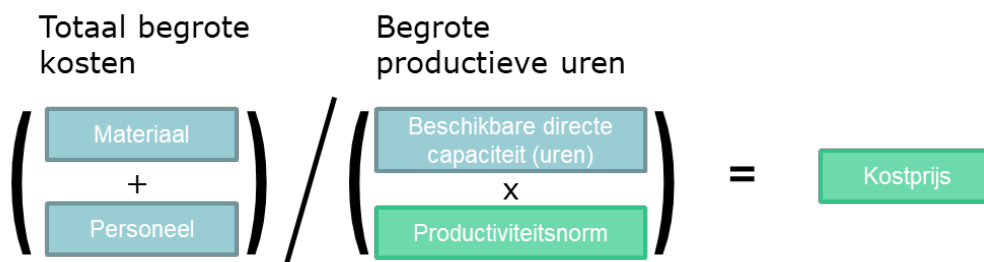 Totaal begrote
kosten
Begrote
productieve uren
(
Materiaal
+
Personeel
)
/
(
Beschikbare directe
capaciteit (uren)
x
Productiviteitsnorm
)
=
Kostprijs